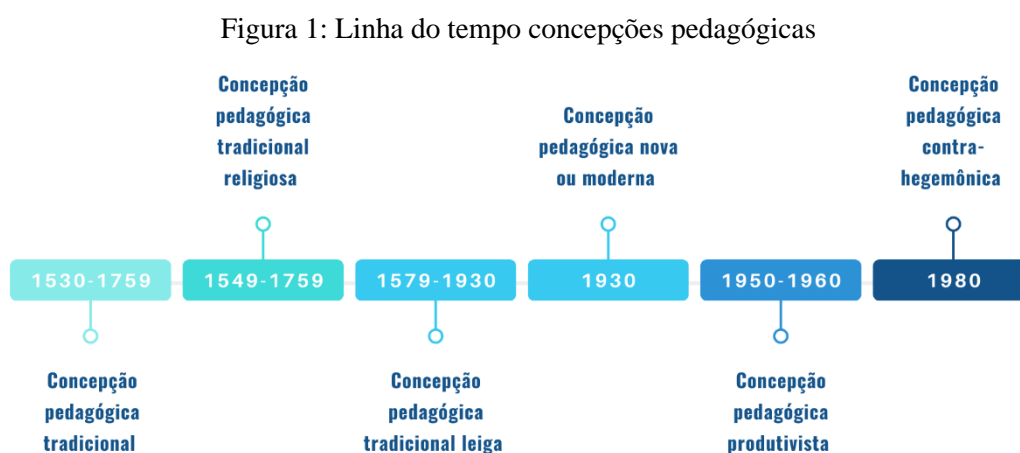 Figura 1: Linha do tempo concepções pedagógicas
Concepção
pedagógica
tradicional
religiosa
Concepção
pedagógica nova
ou moderna
Concepção
pedagógica
contra-
hegemônica
1530-1759
1549-1759
1579-1930
1930
1950-1960
1980
Concepção
pedagógica
tradicional
Concepção
pedagógica
tradicional leiga
Concepção
pedagógica
produtivista